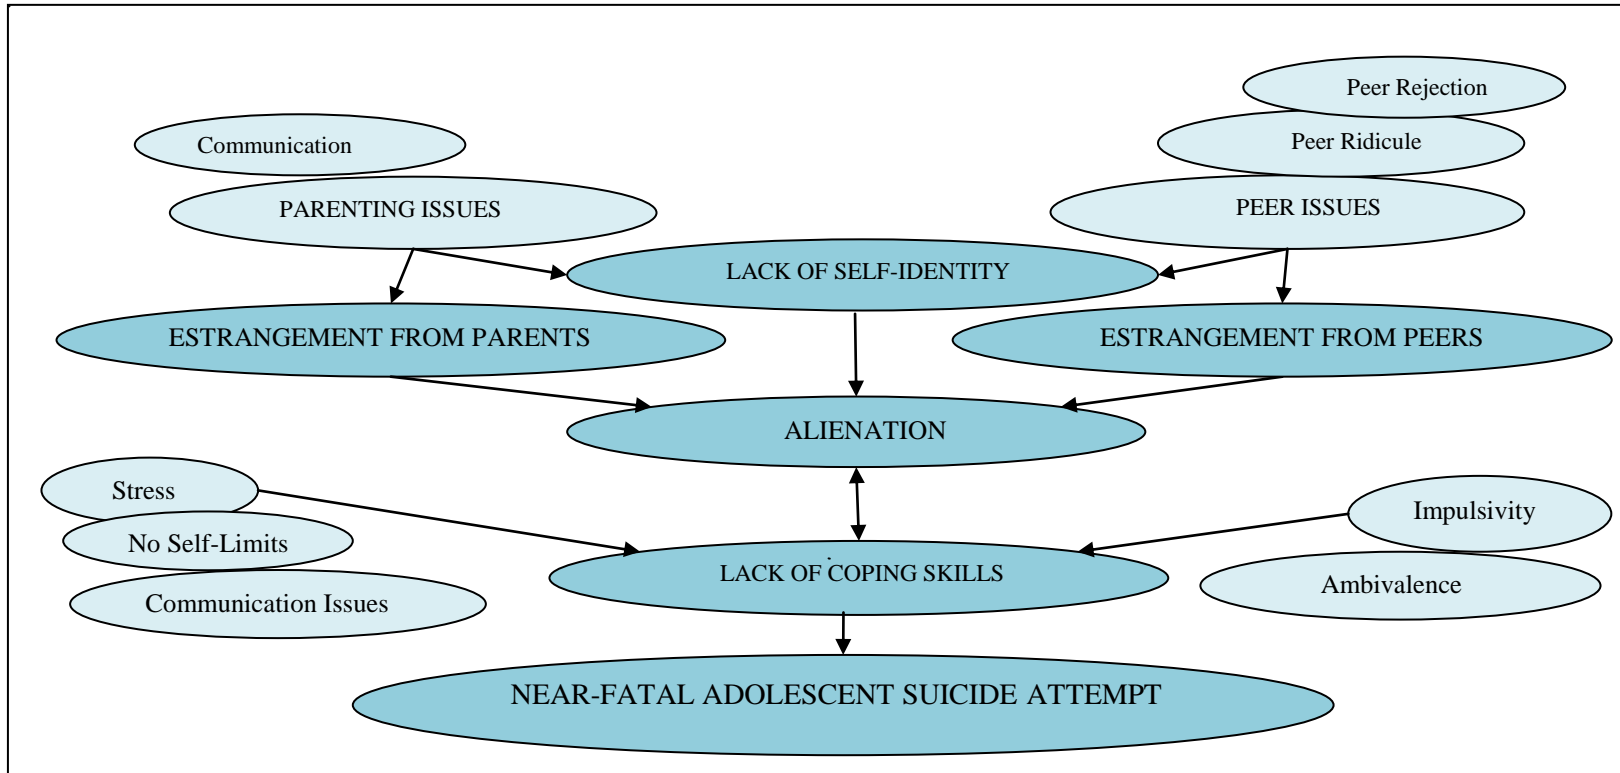 Peer Rejection
Communication
Peer Ridicule
PARENTING ISSUES
PEER ISSUES
LACK OF SELF-IDENTITY
ESTRANGEMENT FROM PARENTS
ESTRANGEMENT FROM PEERS
ALIENATION
Stress
Impulsivity
No Self-Limits
.
LACK OF COPING SKILLS
Ambivalence
Communication Issues
NEAR-FATAL ADOLESCENT SUICIDE ATTEMPT